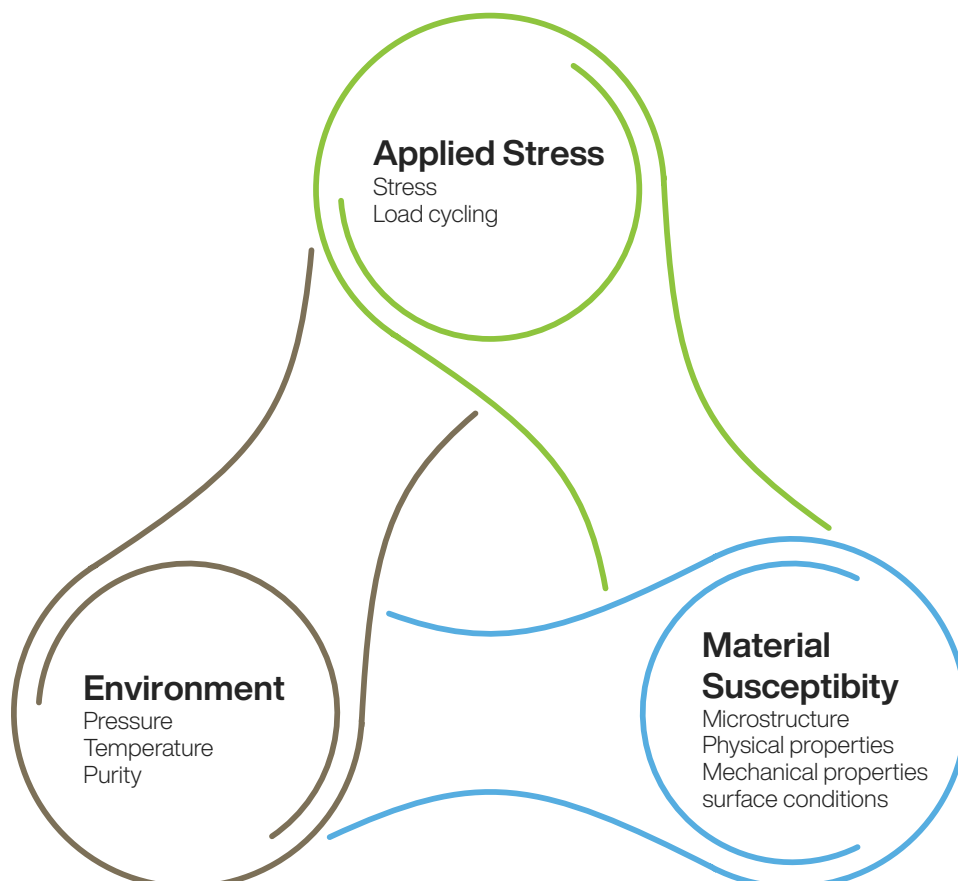 Applied Stress
Stress
Load cycling
Environment
Pressure
Temperature
Purity
Material
Susceptibity
Microstructure
Physical properties
Mechanical properties
surface conditions